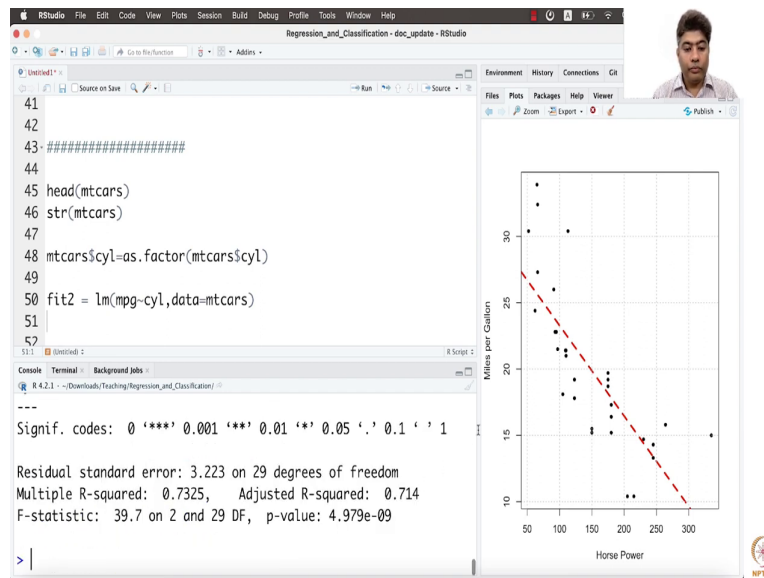 RStudio File Edit Code View Plots Session Build Debug Profile Tools Window Help
Regression_and_Classification - doc_update - RStudio
Go to file/function Addins
Untitled1*
Source on Save Run Source
41
42
43 ####################
44
45 head(mtcars)
46 str(mtcars)
47
48 mtcars$cyl=as.factor(mtcars$cyl)
49
50 fit2 = lm(mpg~cyl,data=mtcars)
51
52
51:1 (Untitled) R Script
Console Terminal Background Jobs
R 4.2.1 · ~/Downloads/Teaching/Regression_and_Classification/
---
Signif. codes: 0 ‘***’ 0.001 ‘**’ 0.01 ‘*’ 0.05 ‘.’ 0.1 ‘ ’ 1
Residual standard error: 3.223 on 29 degrees of freedom
Multiple R-squared: 0.7325, Adjusted R-squared: 0.714
F-statistic: 39.7 on 2 and 29 DF, p-value: 4.979e-09
>
Environment History Connections Git
Files Plots Packages Help Viewer
Zoom Export Publish
Miles per Gallon
30
25
20
15
10
50 100 150 200 250 300
Horse Power